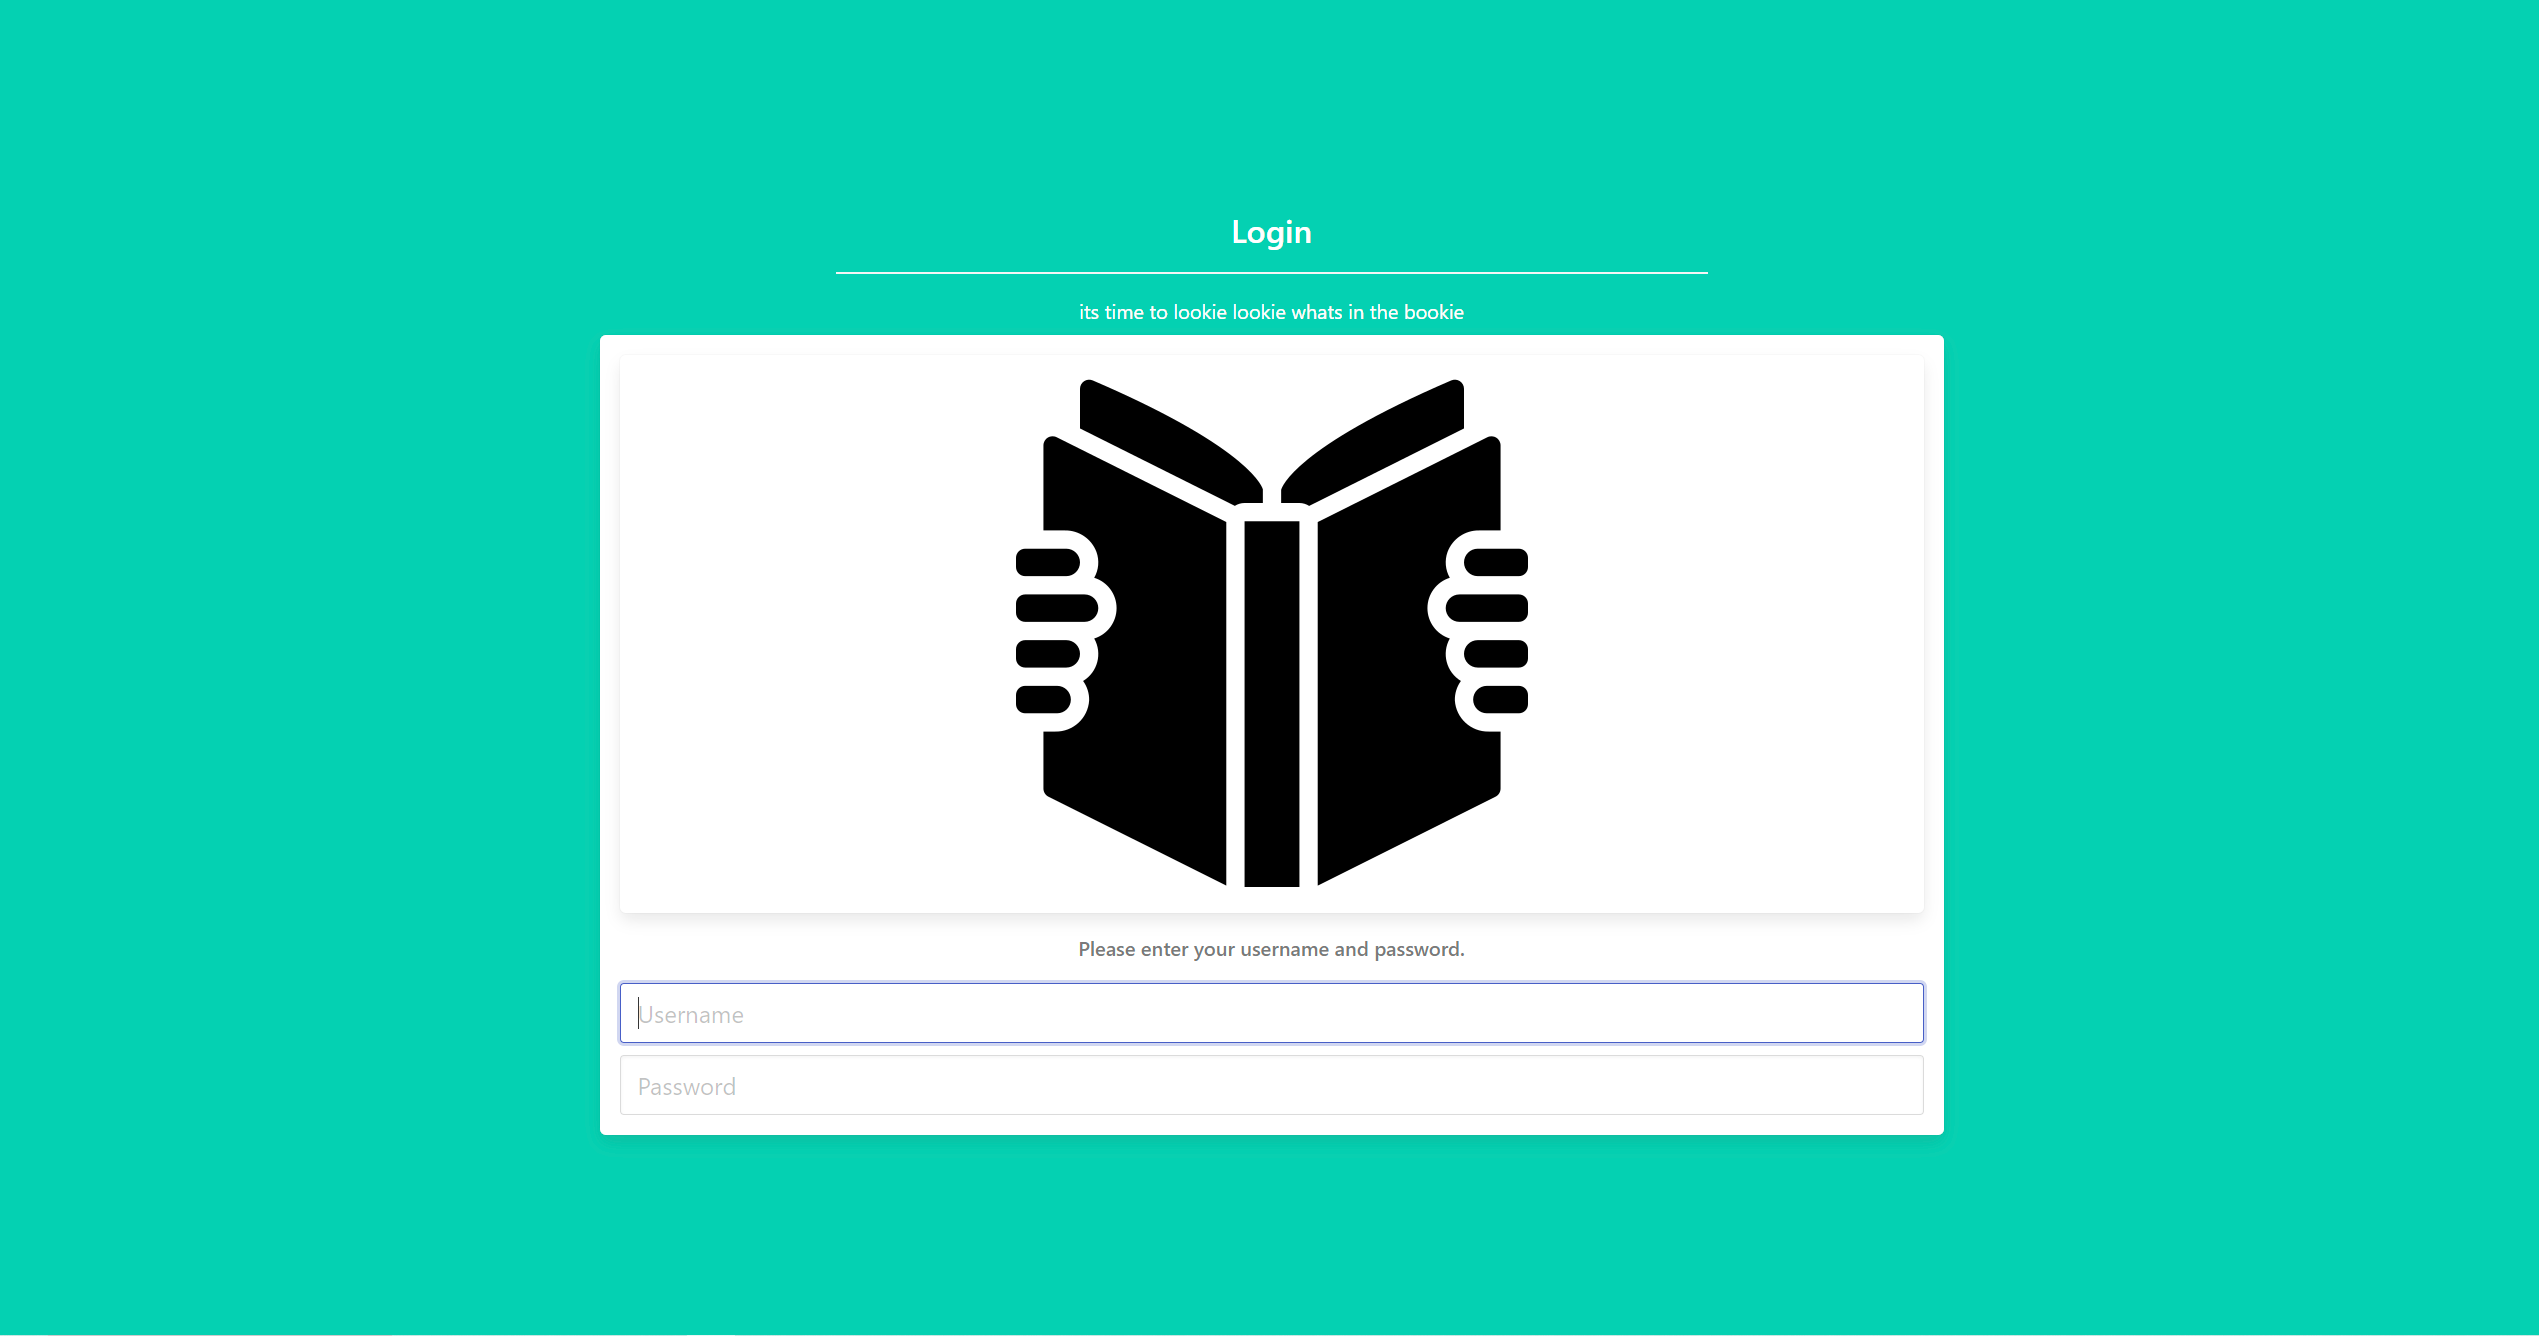 Login
its time to lookie lookie whats in the bookie
Please enter your username and password.
Username
Password